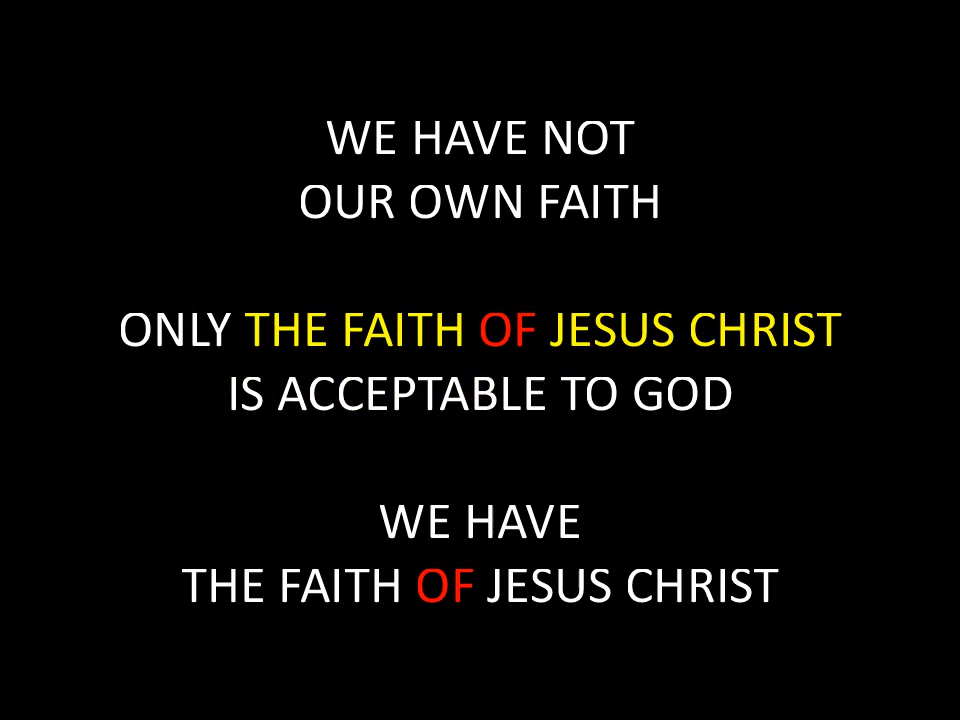 WE HAVE NOT
OUR OWN FAITH
ONLY THE FAITH OF JESUS CHRIST
IS ACCEPTABLE TO GOD
WE HAVE
THE FAITH OF JESUS CHRIST